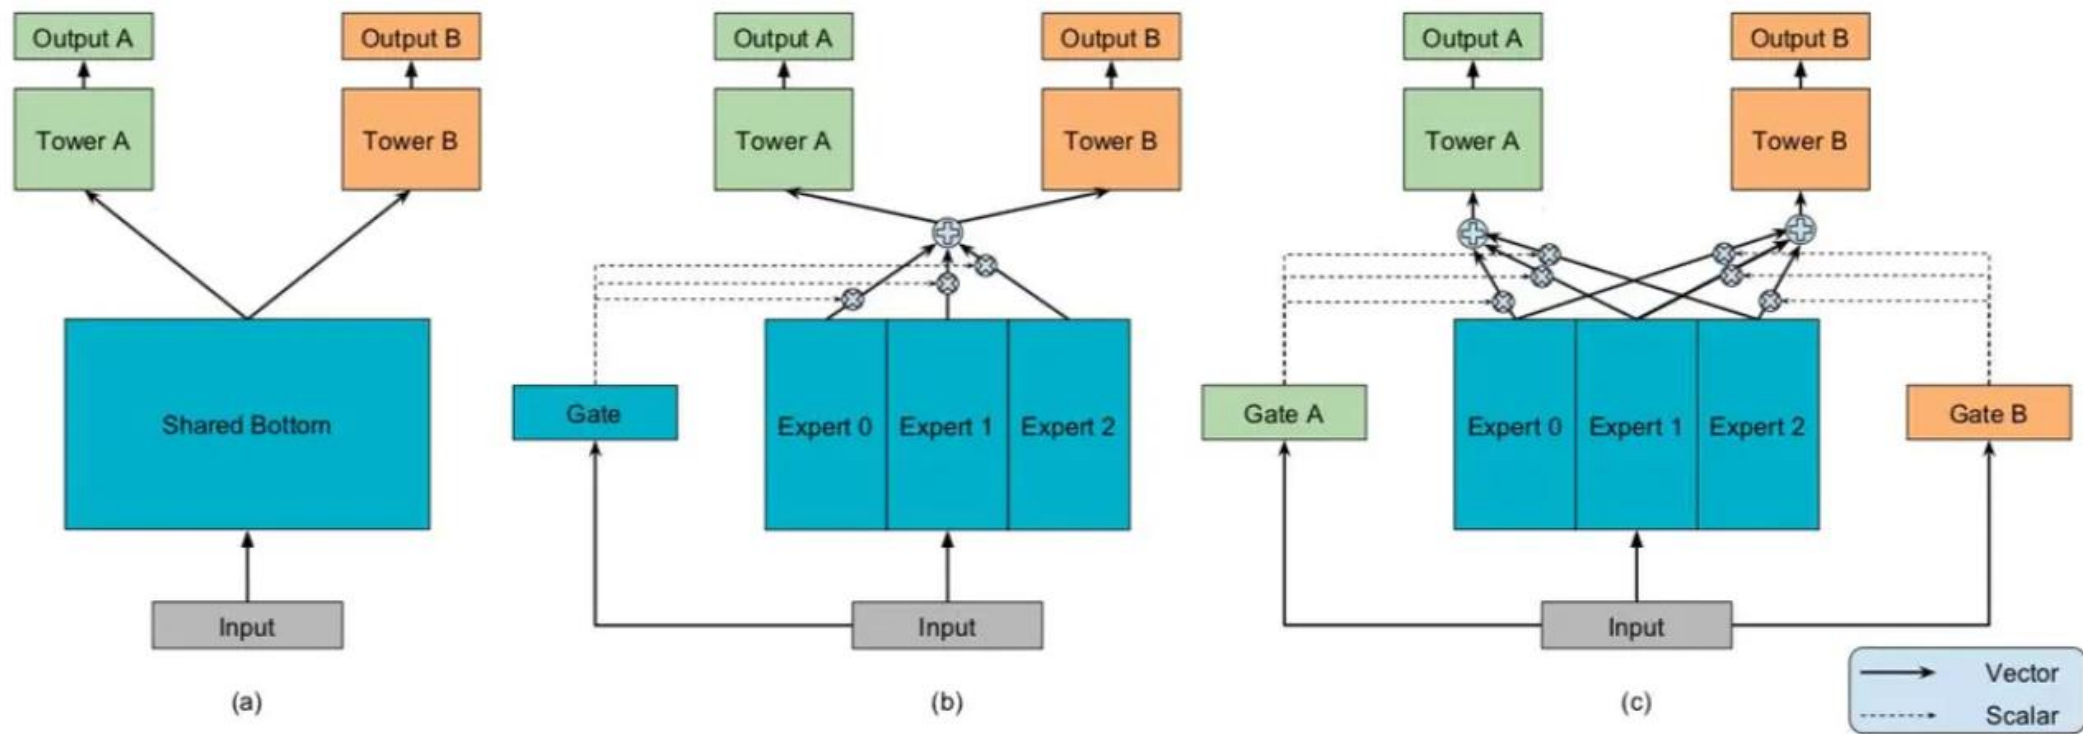 Output A
Output B
Tower A
Tower B
Shared Bottom
Input
(a)
Output A
Output B
Tower A
Tower B
Gate
Expert 0
Expert 1
Expert 2
Input
(b)
Output A
Output B
Tower A
Tower B
Gate A
Expert 0
Expert 1
Expert 2
Gate B
Input
(c)
Vector
Scalar